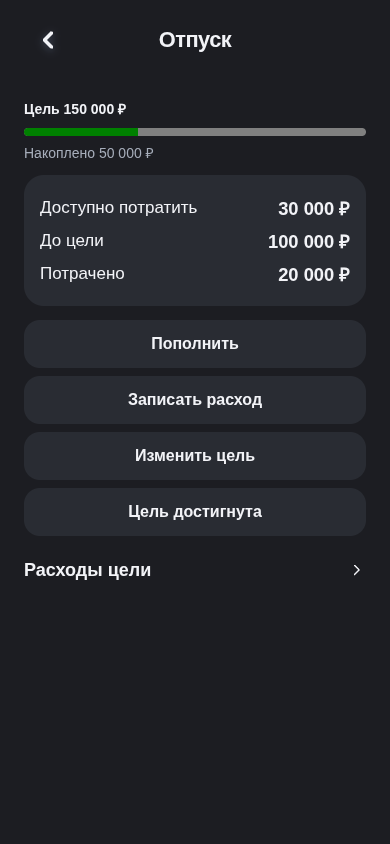 Отпуск
Цель 150 000 ₽
Накоплено 50 000 ₽
Доступно потратить 30 000 ₽
До цели 100 000 ₽
Потрачено 20 000 ₽
Пополнить
Записать расход
Изменить цель
Цель достигнута
Расходы цели